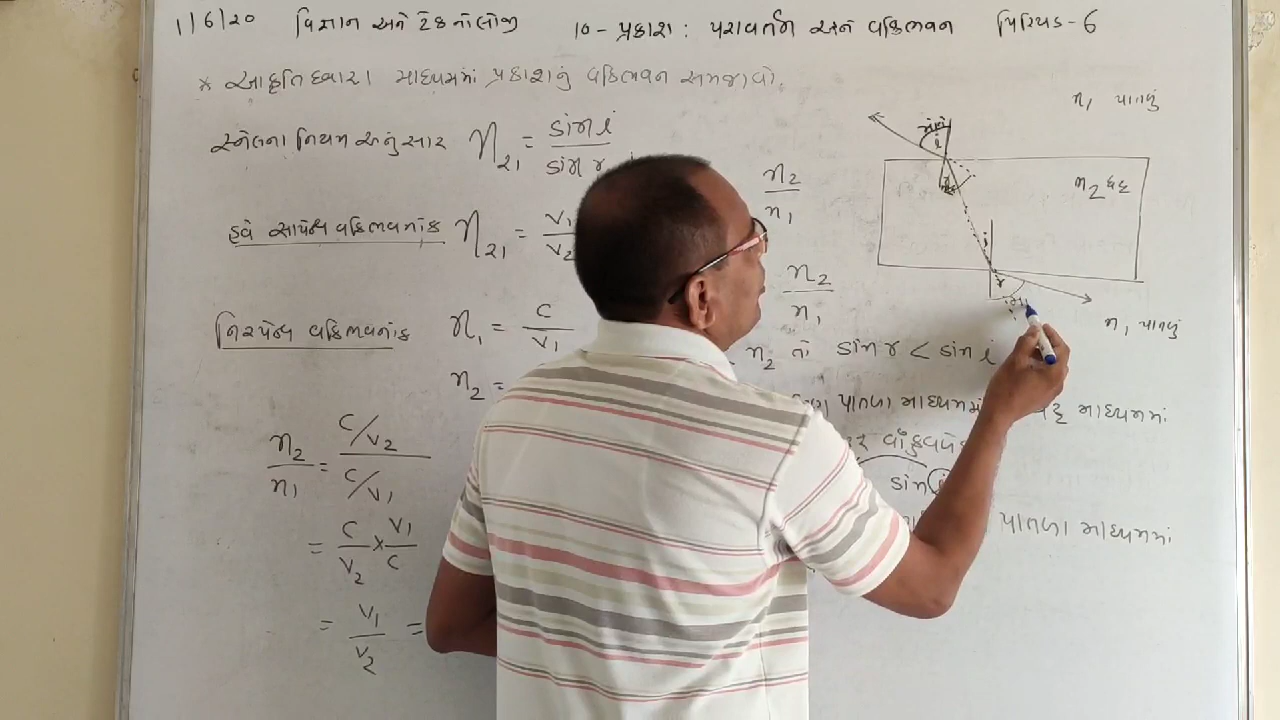 1/6/20 વિજ્ઞાન અને ટેકનોલોજી 10- પ્રકાશ : પરાવર્તન અને વક્રિભવન પિરિયડ-6
* આકૃતિ દ્વારા માધ્યમમાં પ્રકાશનું વક્રિભવન સમજાવો.
n1 પાતળું
સ્નેલના નિયમ અનુસાર n21 = sin i / sin r
n2 / n1
n2 ઘટ્ટ
હવે સાપેક્ષ વક્રિભવનાંક n21 = v1 / v2
n2 / n1
નિરપેક્ષ વક્રિભવનાંક n1 = c / v1
n1 પાતળું
n2 =
n2 તો sin r < sin i
પાતળા માધ્યમમાં માધ્યમમાં
n2 / n1 = c/v2 / c/v1
sin i
પાતળા માધ્યમમાં
= c / v2 × v1 / c
= v1 / v2 =